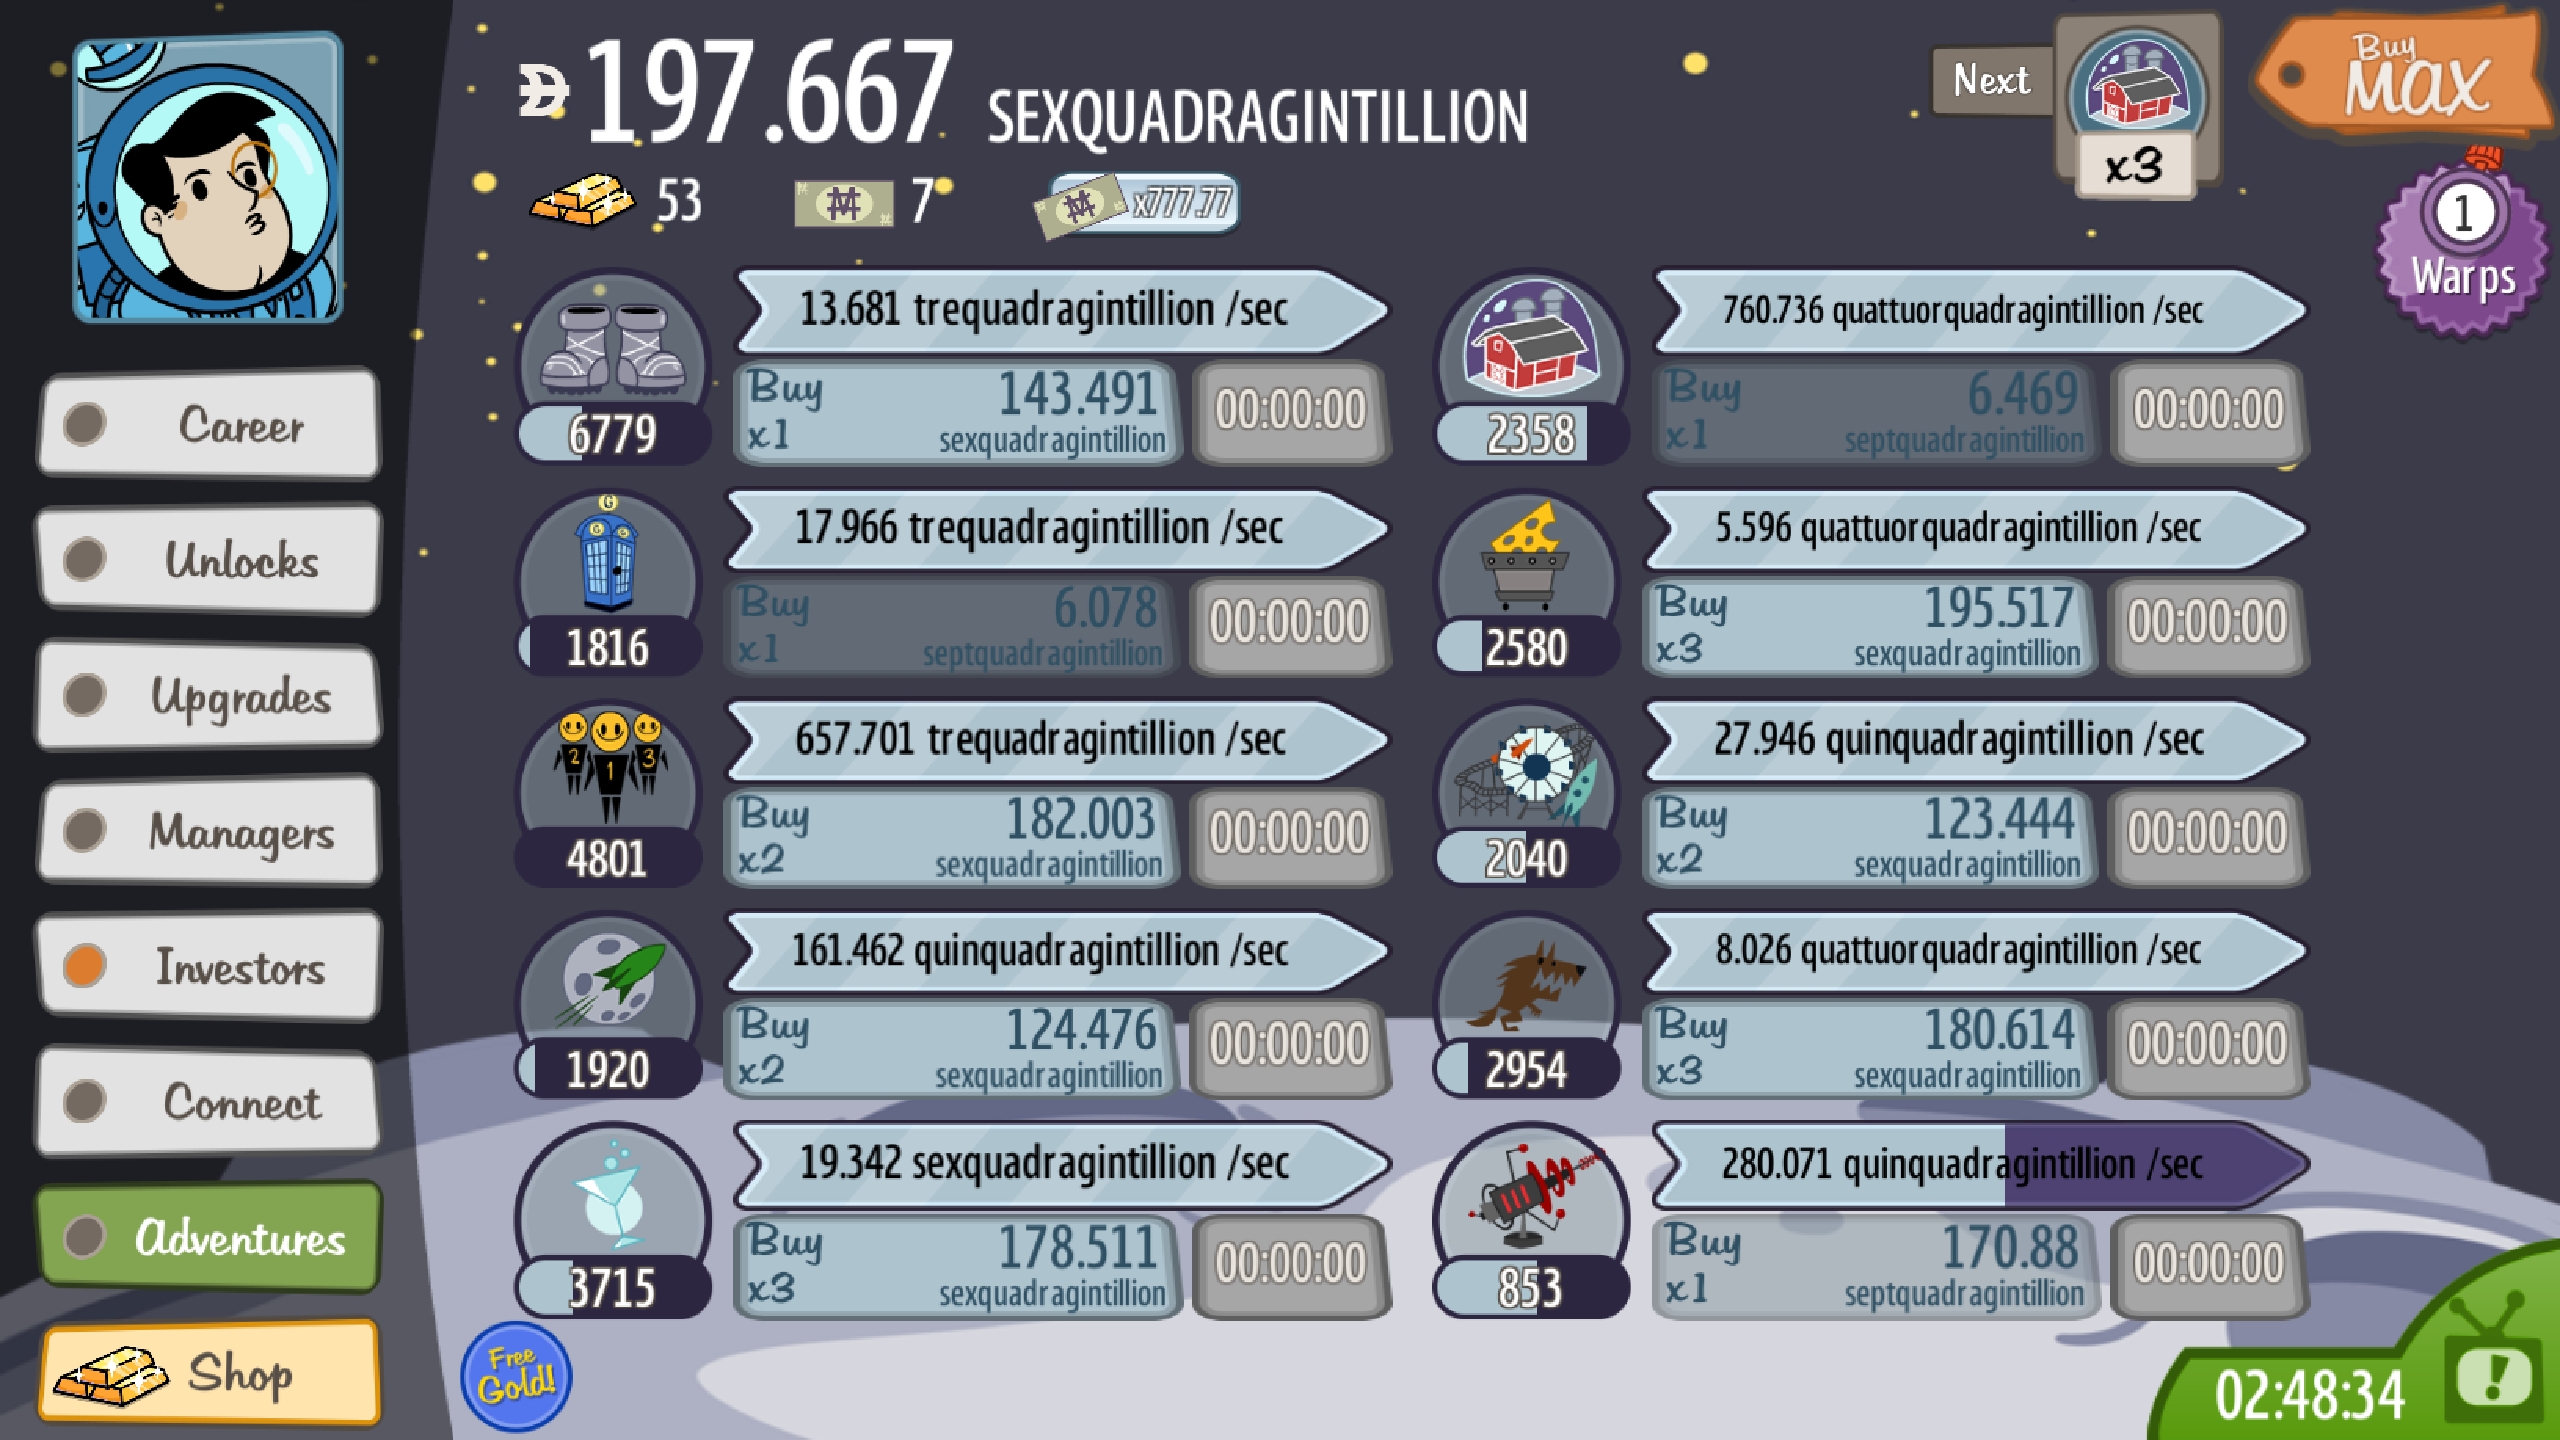 197.667 SEXQUADRAGINTILLION
53
7
x777.77
Next
x3
Buy
MAX
1
Warps
Career
Unlocks
Upgrades
Managers
Investors
Connect
Adventures
Shop
13.681 trequadragintillion /sec
6779
Buy 143.491
x1 sexquadragintillion
00:00:00
760.736 quattuorquadragintillion /sec
2358
Buy 6.469
x1 septquadragintillion
00:00:00
G
G G
17.966 trequadragintillion /sec
1816
Buy 6.078
x1 septquadragintillion
00:00:00
5.596 quattuorquadragintillion /sec
2580
Buy 195.517
x3 sexquadragintillion
00:00:00
2 1 3
657.701 trequadragintillion /sec
4801
Buy 182.003
x2 sexquadragintillion
00:00:00
27.946 quinquadragintillion /sec
2040
Buy 123.444
x2 sexquadragintillion
00:00:00
161.462 quinquadragintillion /sec
1920
Buy 124.476
x2 sexquadragintillion
00:00:00
8.026 quattuorquadragintillion /sec
2954
Buy 180.614
x3 sexquadragintillion
00:00:00
19.342 sexquadragintillion /sec
3715
Buy 178.511
x3 sexquadragintillion
00:00:00
280.071 quinquadragintillion /sec
853
Buy 170.88
x1 septquadragintillion
00:00:00
Free
Gold!
02:48:34
!